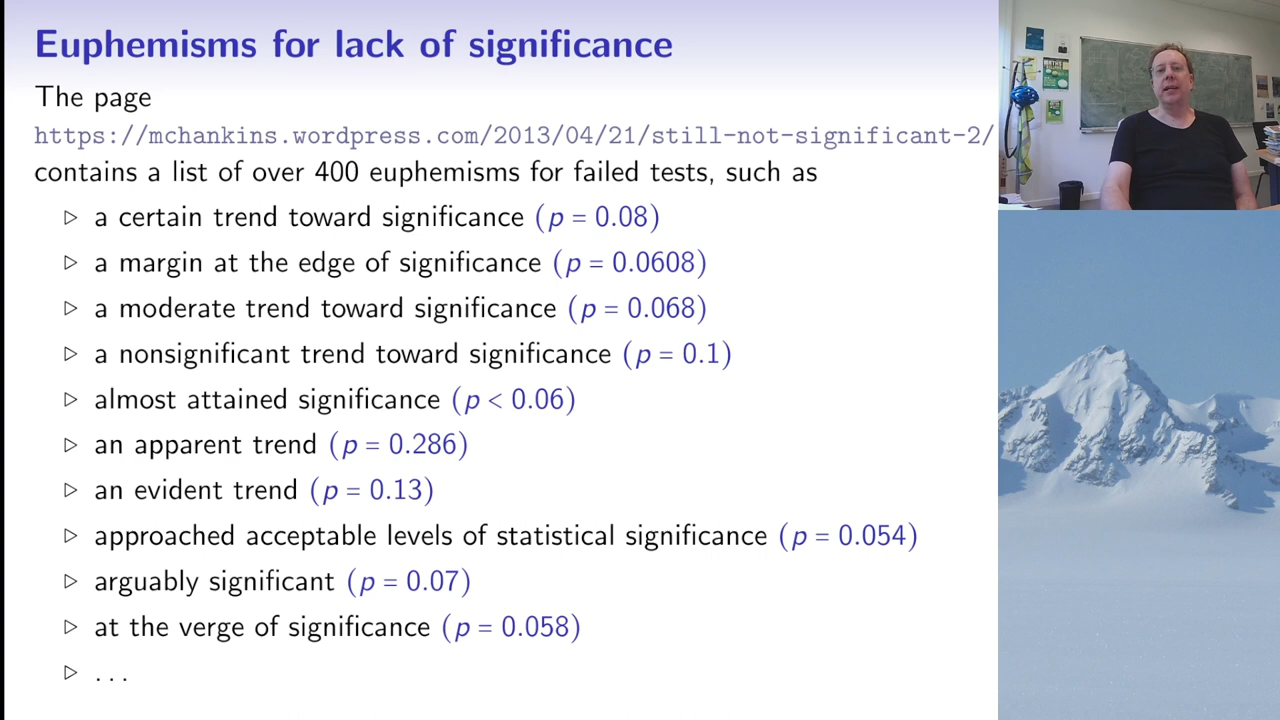 Euphemisms for lack of significance
The page
https://mchankins.wordpress.com/2013/04/21/still-not-significant-2/
contains a list of over 400 euphemisms for failed tests, such as
▷ a certain trend toward significance (p = 0.08)
▷ a margin at the edge of significance (p = 0.0608)
▷ a moderate trend toward significance (p = 0.068)
▷ a nonsignificant trend toward significance (p = 0.1)
▷ almost attained significance (p < 0.06)
▷ an apparent trend (p = 0.286)
▷ an evident trend (p = 0.13)
▷ approached acceptable levels of statistical significance (p = 0.054)
▷ arguably significant (p = 0.07)
▷ at the verge of significance (p = 0.058)
▷ . . .